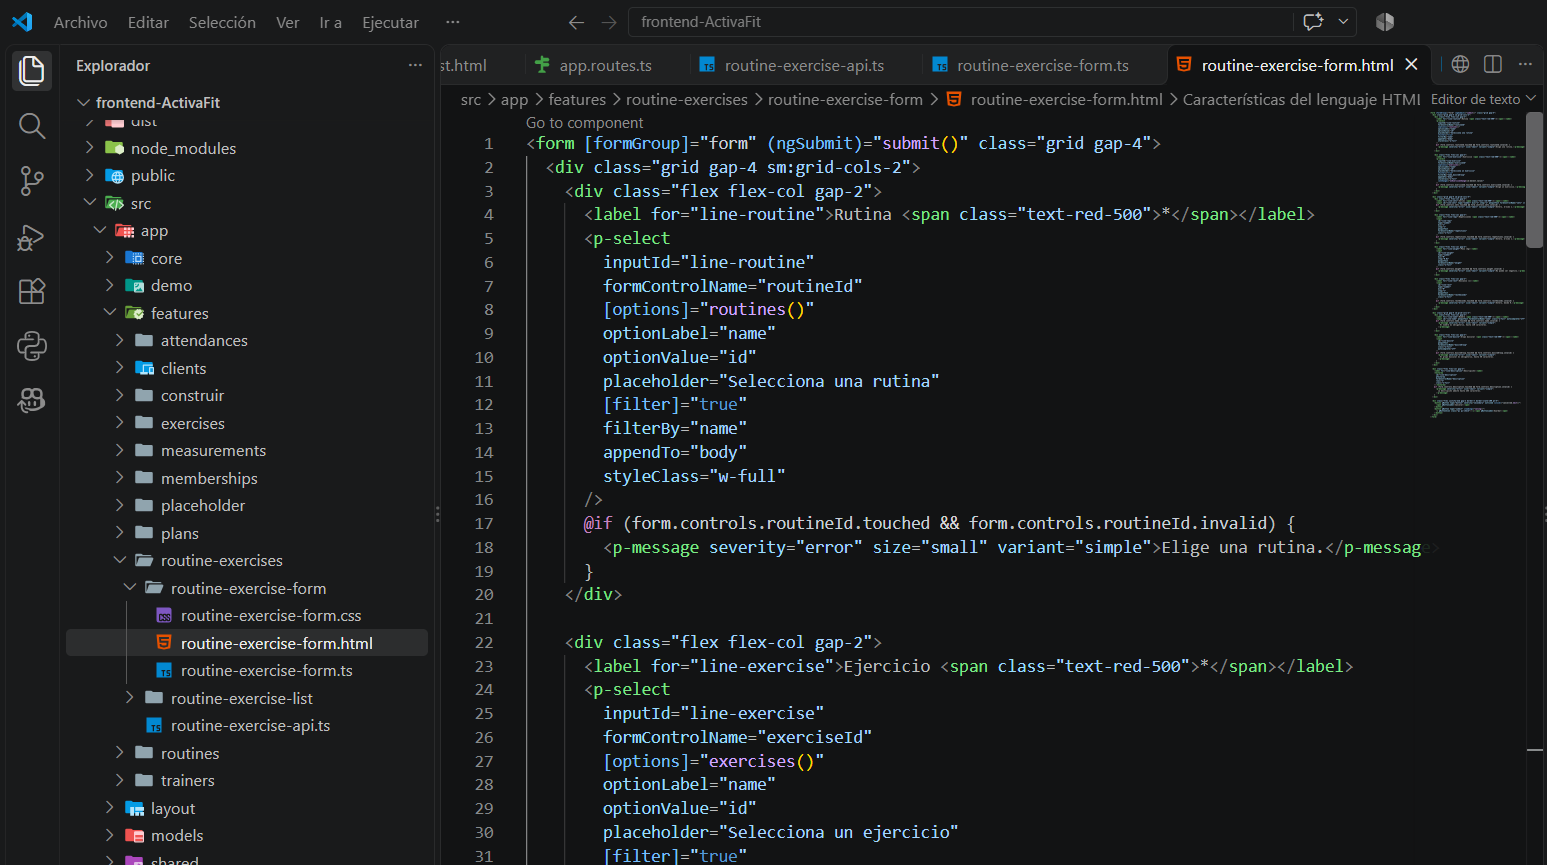 Archivo Editar Selección Ver Ir a Ejecutar ···
frontend-ActivaFit
Explorador
frontend-ActivaFit
dist
node_modules
public
src
app
core
demo
features
attendances
clients
construir
exercises
measurements
memberships
placeholder
plans
routine-exercises
routine-exercise-form
routine-exercise-form.css
routine-exercise-form.html
routine-exercise-form.ts
routine-exercise-list
routine-exercise-api.ts
routines
trainers
layout
models
shared
st.html app.routes.ts routine-exercise-api.ts routine-exercise-form.ts routine-exercise-form.html
src > app > features > routine-exercises > routine-exercise-form > routine-exercise-form.html > Características del lenguaje HTML
Editor de texto
Go to component
1 <form [formGroup]="form" (ngSubmit)="submit()" class="grid gap-4">
2 <div class="grid gap-4 sm:grid-cols-2">
3 <div class="flex flex-col gap-2">
4 <label for="line-routine">Rutina <span class="text-red-500">*</span></label>
5 <p-select
6 inputId="line-routine"
7 formControlName="routineId"
8 [options]="routines()"
9 optionLabel="name"
10 optionValue="id"
11 placeholder="Selecciona una rutina"
12 [filter]="true"
13 filterBy="name"
14 appendTo="body"
15 styleClass="w-full"
16 />
17 @if (form.controls.routineId.touched && form.controls.routineId.invalid) {
18 <p-message severity="error" size="small" variant="simple">Elige una rutina.</p-message>
19 }
20 </div>
21
22 <div class="flex flex-col gap-2">
23 <label for="line-exercise">Ejercicio <span class="text-red-500">*</span></label>
24 <p-select
25 inputId="line-exercise"
26 formControlName="exerciseId"
27 [options]="exercises()"
28 optionLabel="name"
29 optionValue="id"
30 placeholder="Selecciona un ejercicio"
31 [filter]="true"